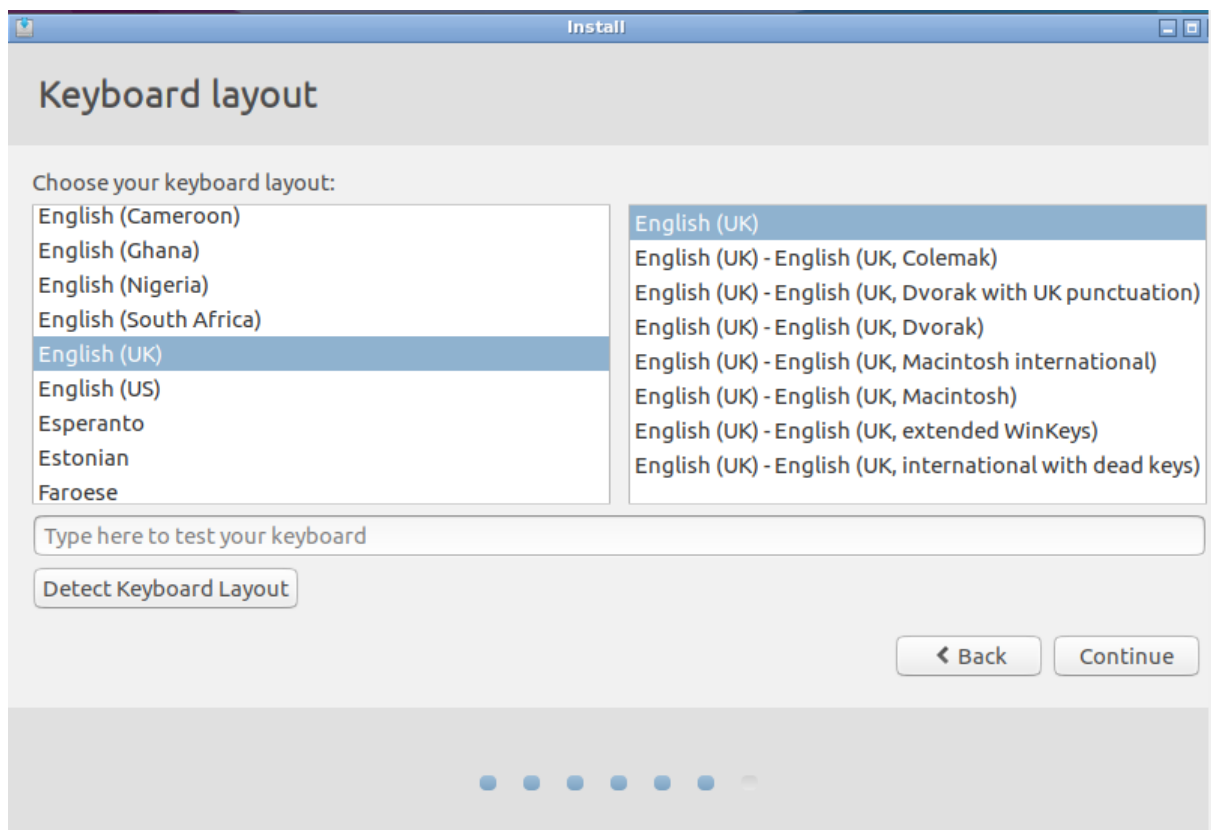 Install
Keyboard layout
Choose your keyboard layout:
English (Cameroon)
English (Ghana)
English (Nigeria)
English (South Africa)
English (UK)
English (US)
Esperanto
Estonian
Faroese
English (UK)
English (UK) - English (UK, Colemak)
English (UK) - English (UK, Dvorak with UK punctuation)
English (UK) - English (UK, Dvorak)
English (UK) - English (UK, Macintosh international)
English (UK) - English (UK, Macintosh)
English (UK) - English (UK, extended WinKeys)
English (UK) - English (UK, international with dead keys)
Type here to test your keyboard
Detect Keyboard Layout
Back
Continue